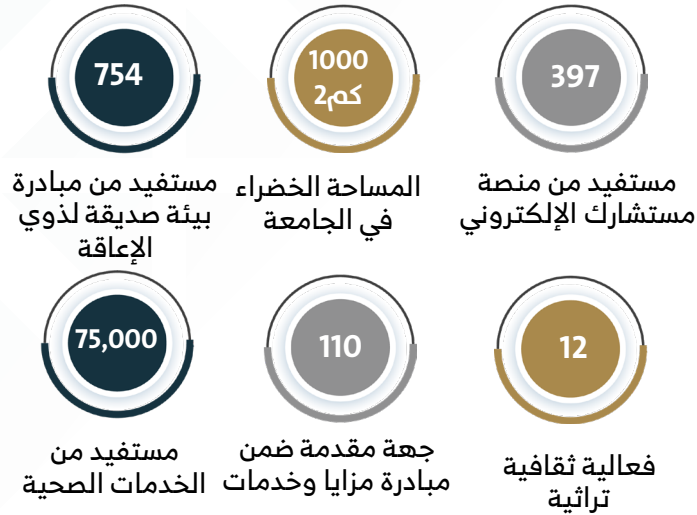 397
مستفيد من منصة
مستشارك الإلكتروني
1000
كم2
المساحة الخضراء
في الجامعة
754
مستفيد من مبادرة
بيئة صديقة لذوي
الإعاقة
12
فعالية ثقافية
تراثية
110
جهة مقدمة ضمن
مبادرة مزايا وخدمات
75,000
مستفيد من
الخدمات الصحية